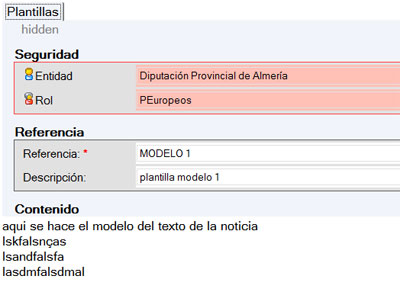 Plantillas
hidden
Seguridad
Entidad Diputación Provincial de Almería
Rol PEuropeos
Referencia
Referencia: * MODELO 1
Descripción: plantilla modelo 1
Contenido
aqui se hace el modelo del texto de la noticia
lskfalsnças
lsandfalsfa
lasdmfalsdmal